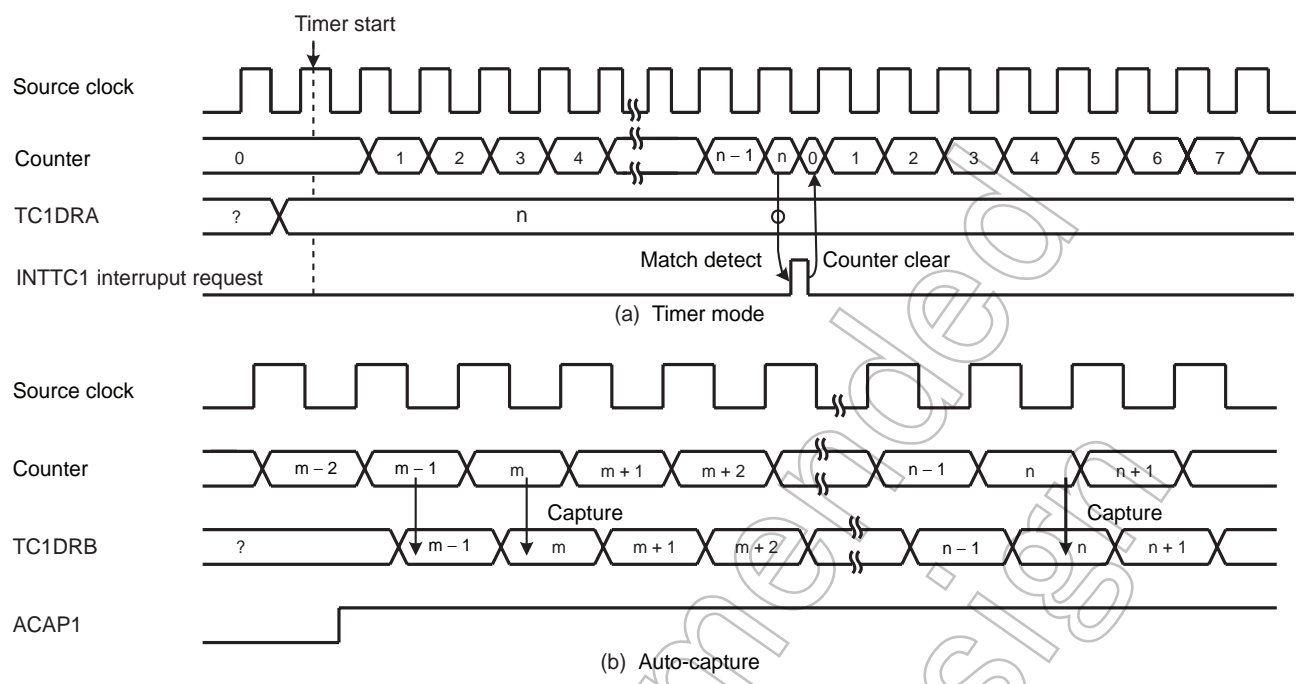 Timer start
Source clock
Counter 0 1 2 3 4 n – 1 n 0 1 2 3 4 5 6 7
TC1DRA ? n
Match detect Counter clear
INTTC1 interruput request
(a) Timer mode
Source clock
Counter m – 2 m – 1 m m + 1 m + 2 n – 1 n n + 1
Capture Capture
TC1DRB ? m – 1 m m + 1 m + 2 n – 1 n n + 1
ACAP1
(b) Auto-capture